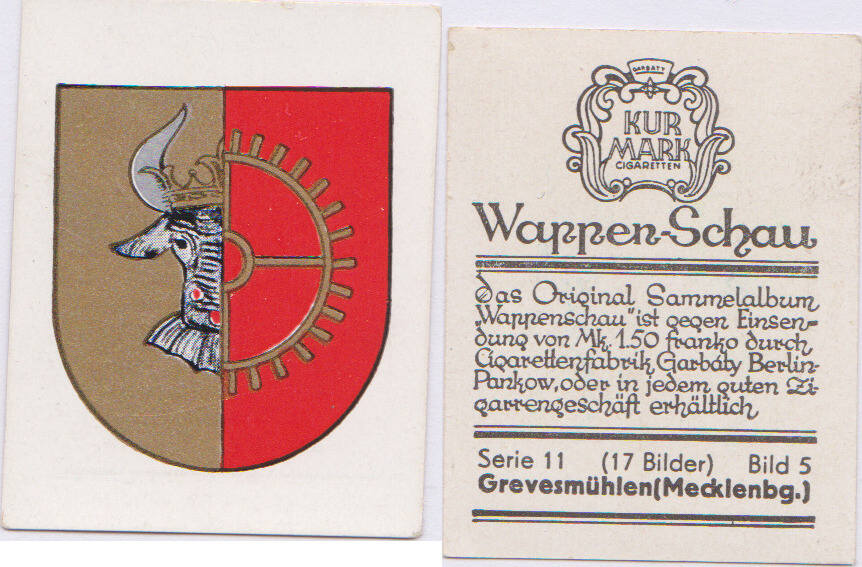 GARBATY
KUR
MARK
CIGARETTEN
Wappen-Schau
Das Original Sammelalbum
„Wappenschau" ist gegen Einsen-
dung von Mk. 1.50 franko durch
Cigarettenfabrik Garbáty Berlin-
Pankow, oder in jedem guten Zi-
garrengeschäft erhältlich
Serie 11 (17 Bilder) Bild 5
Grevesmühlen (Mecklenbg.)